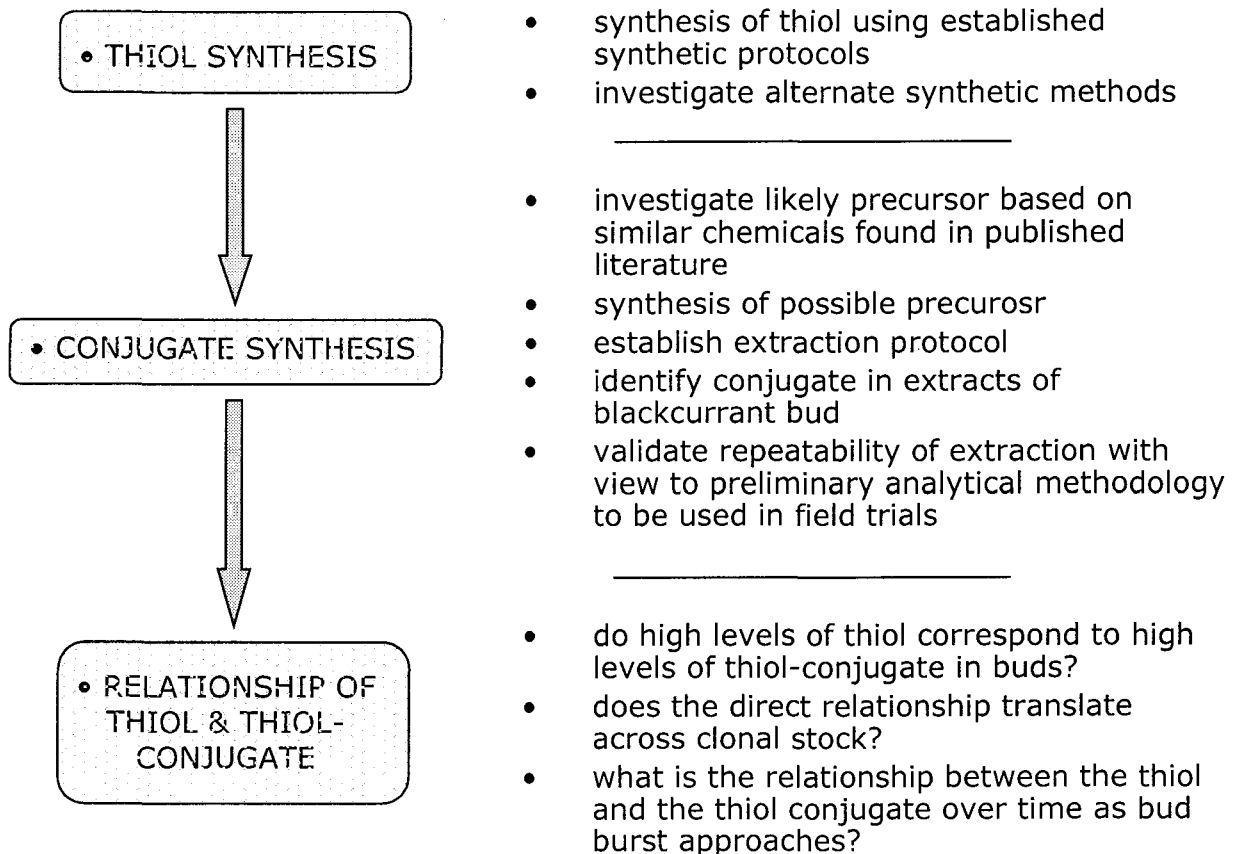 • THIOL SYNTHESIS
• synthesis of thiol using established
synthetic protocols
• investigate alternate synthetic methods
• CONJUGATE SYNTHESIS
• investigate likely precursor based on
similar chemicals found in published
literature
• synthesis of possible precurosr
• establish extraction protocol
• identify conjugate in extracts of
blackcurrant bud
• validate repeatability of extraction with
view to preliminary analytical methodology
to be used in field trials
• RELATIONSHIP OF
THIOL & THIOL-
CONJUGATE
• do high levels of thiol correspond to high
levels of thiol-conjugate in buds?
• does the direct relationship translate
across clonal stock?
• what is the relationship between the thiol
and the thiol conjugate over time as bud
burst approaches?